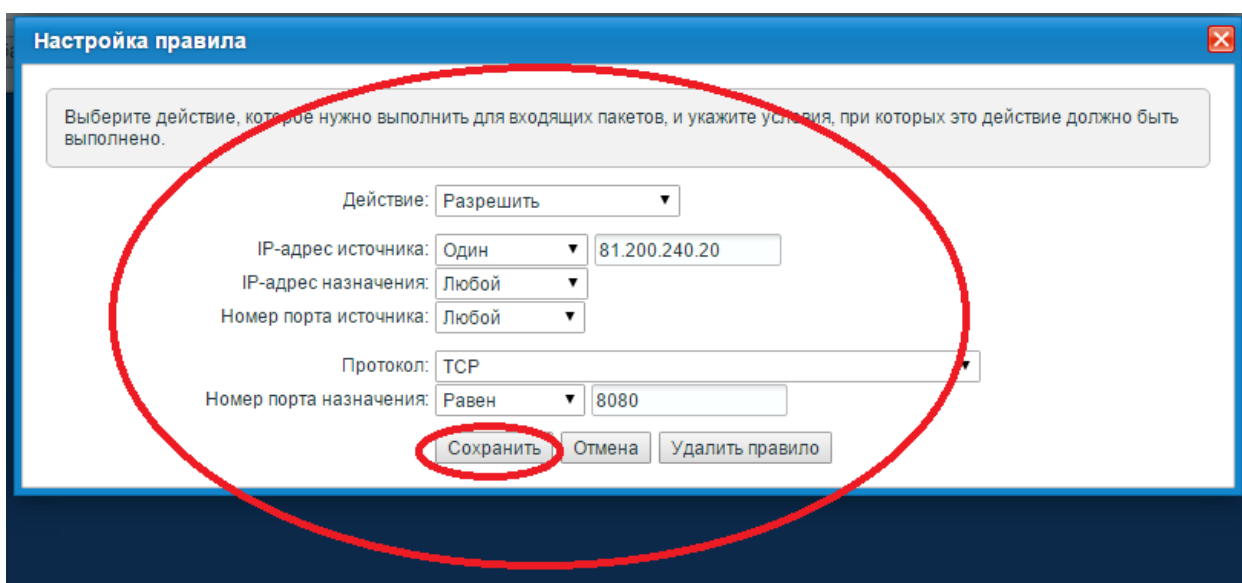 Настройка правила
Выберите действие, которое нужно выполнить для входящих пакетов, и укажите условия, при которых это действие должно быть
выполнено.
Действие: Разрешить
IP-адрес источника: Один 81.200.240.20
IP-адрес назначения: Любой
Номер порта источника: Любой
Протокол: TCP
Номер порта назначения: Равен 8080
Сохранить Отмена Удалить правило